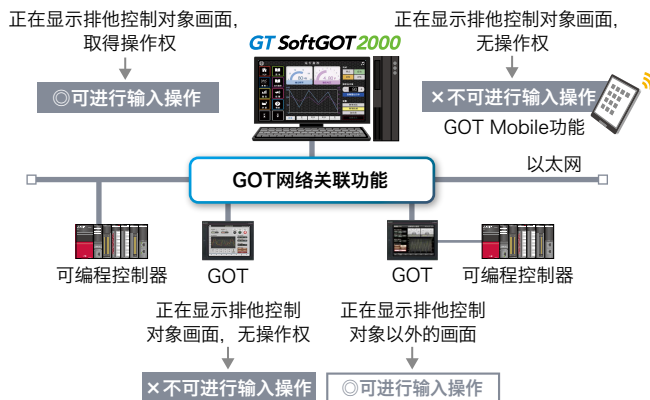 正在显示排他控制对象画面，
取得操作权
◎可进行输入操作
GT SoftGOT2000
正在显示排他控制对象画面，
无操作权
×不可进行输入操作
GOT Mobile功能
以太网
GOT网络关联功能
可编程控制器
GOT
GOT
可编程控制器
正在显示排他控制
对象画面，无操作权
×不可进行输入操作
正在显示排他控制
对象以外的画面
◎可进行输入操作